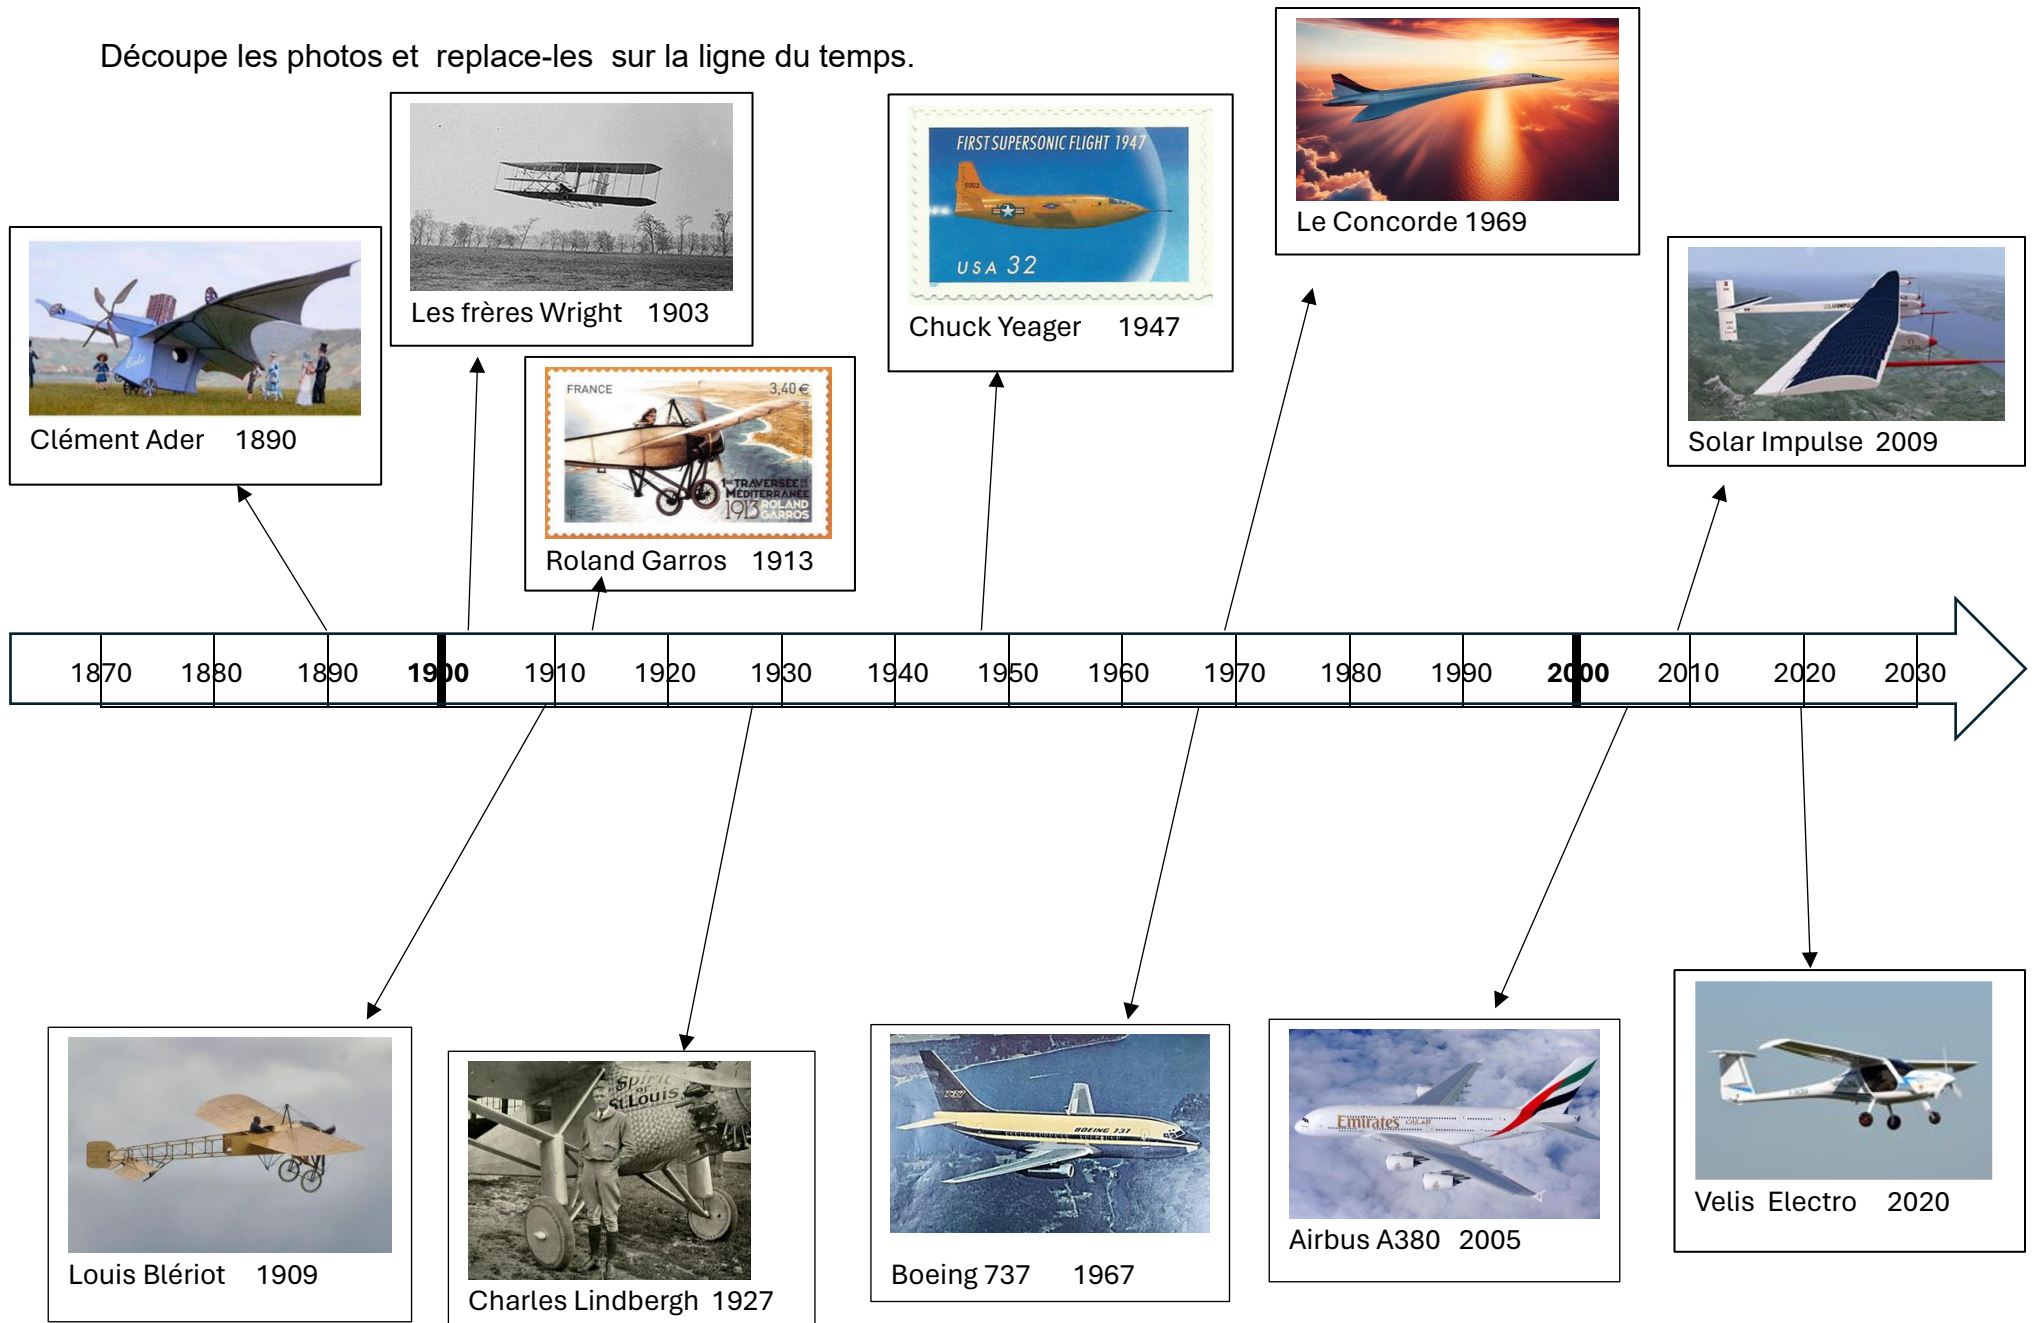 Découpe les photos et replace-les sur la ligne du temps.
FIRST SUPERSONIC FLIGHT 1947
USA 32
Chuck Yeager 1947
Le Concorde 1969
Les frères Wright 1903
Clément Ader 1890
FRANCE 3,40 €
1RE TRAVERSÉE DE LA
MÉDITERRANÉE
1913 ROLAND
GARROS
Roland Garros 1913
Solar Impulse 2009
1870 1880 1890 1900 1910 1920 1930 1940 1950 1960 1970 1980 1990 2000 2010 2020 2030
Louis Blériot 1909
Spirit
of
St. Louis
Charles Lindbergh 1927
737
BOEING 737
Boeing 737 1967
Emirates
Airbus A380 2005
Velis Electro 2020